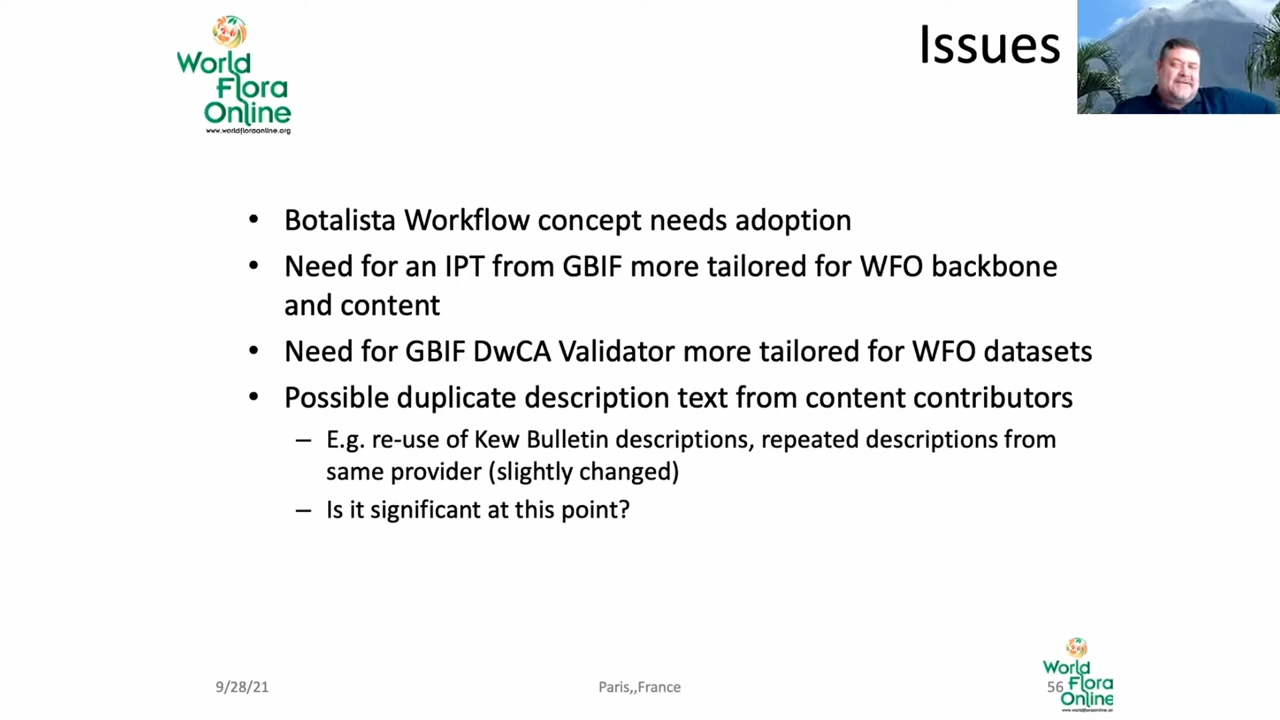 World
Flora
Online
www.worldfloraonline.org
Issues
• Botalista Workflow concept needs adoption
• Need for an IPT from GBIF more tailored for WFO backbone
and content
• Need for GBIF DwCA Validator more tailored for WFO datasets
• Possible duplicate description text from content contributors
– E.g. re-use of Kew Bulletin descriptions, repeated descriptions from
same provider (slightly changed)
– Is it significant at this point?
9/28/21
Paris,,France
56
World
Flora
Online